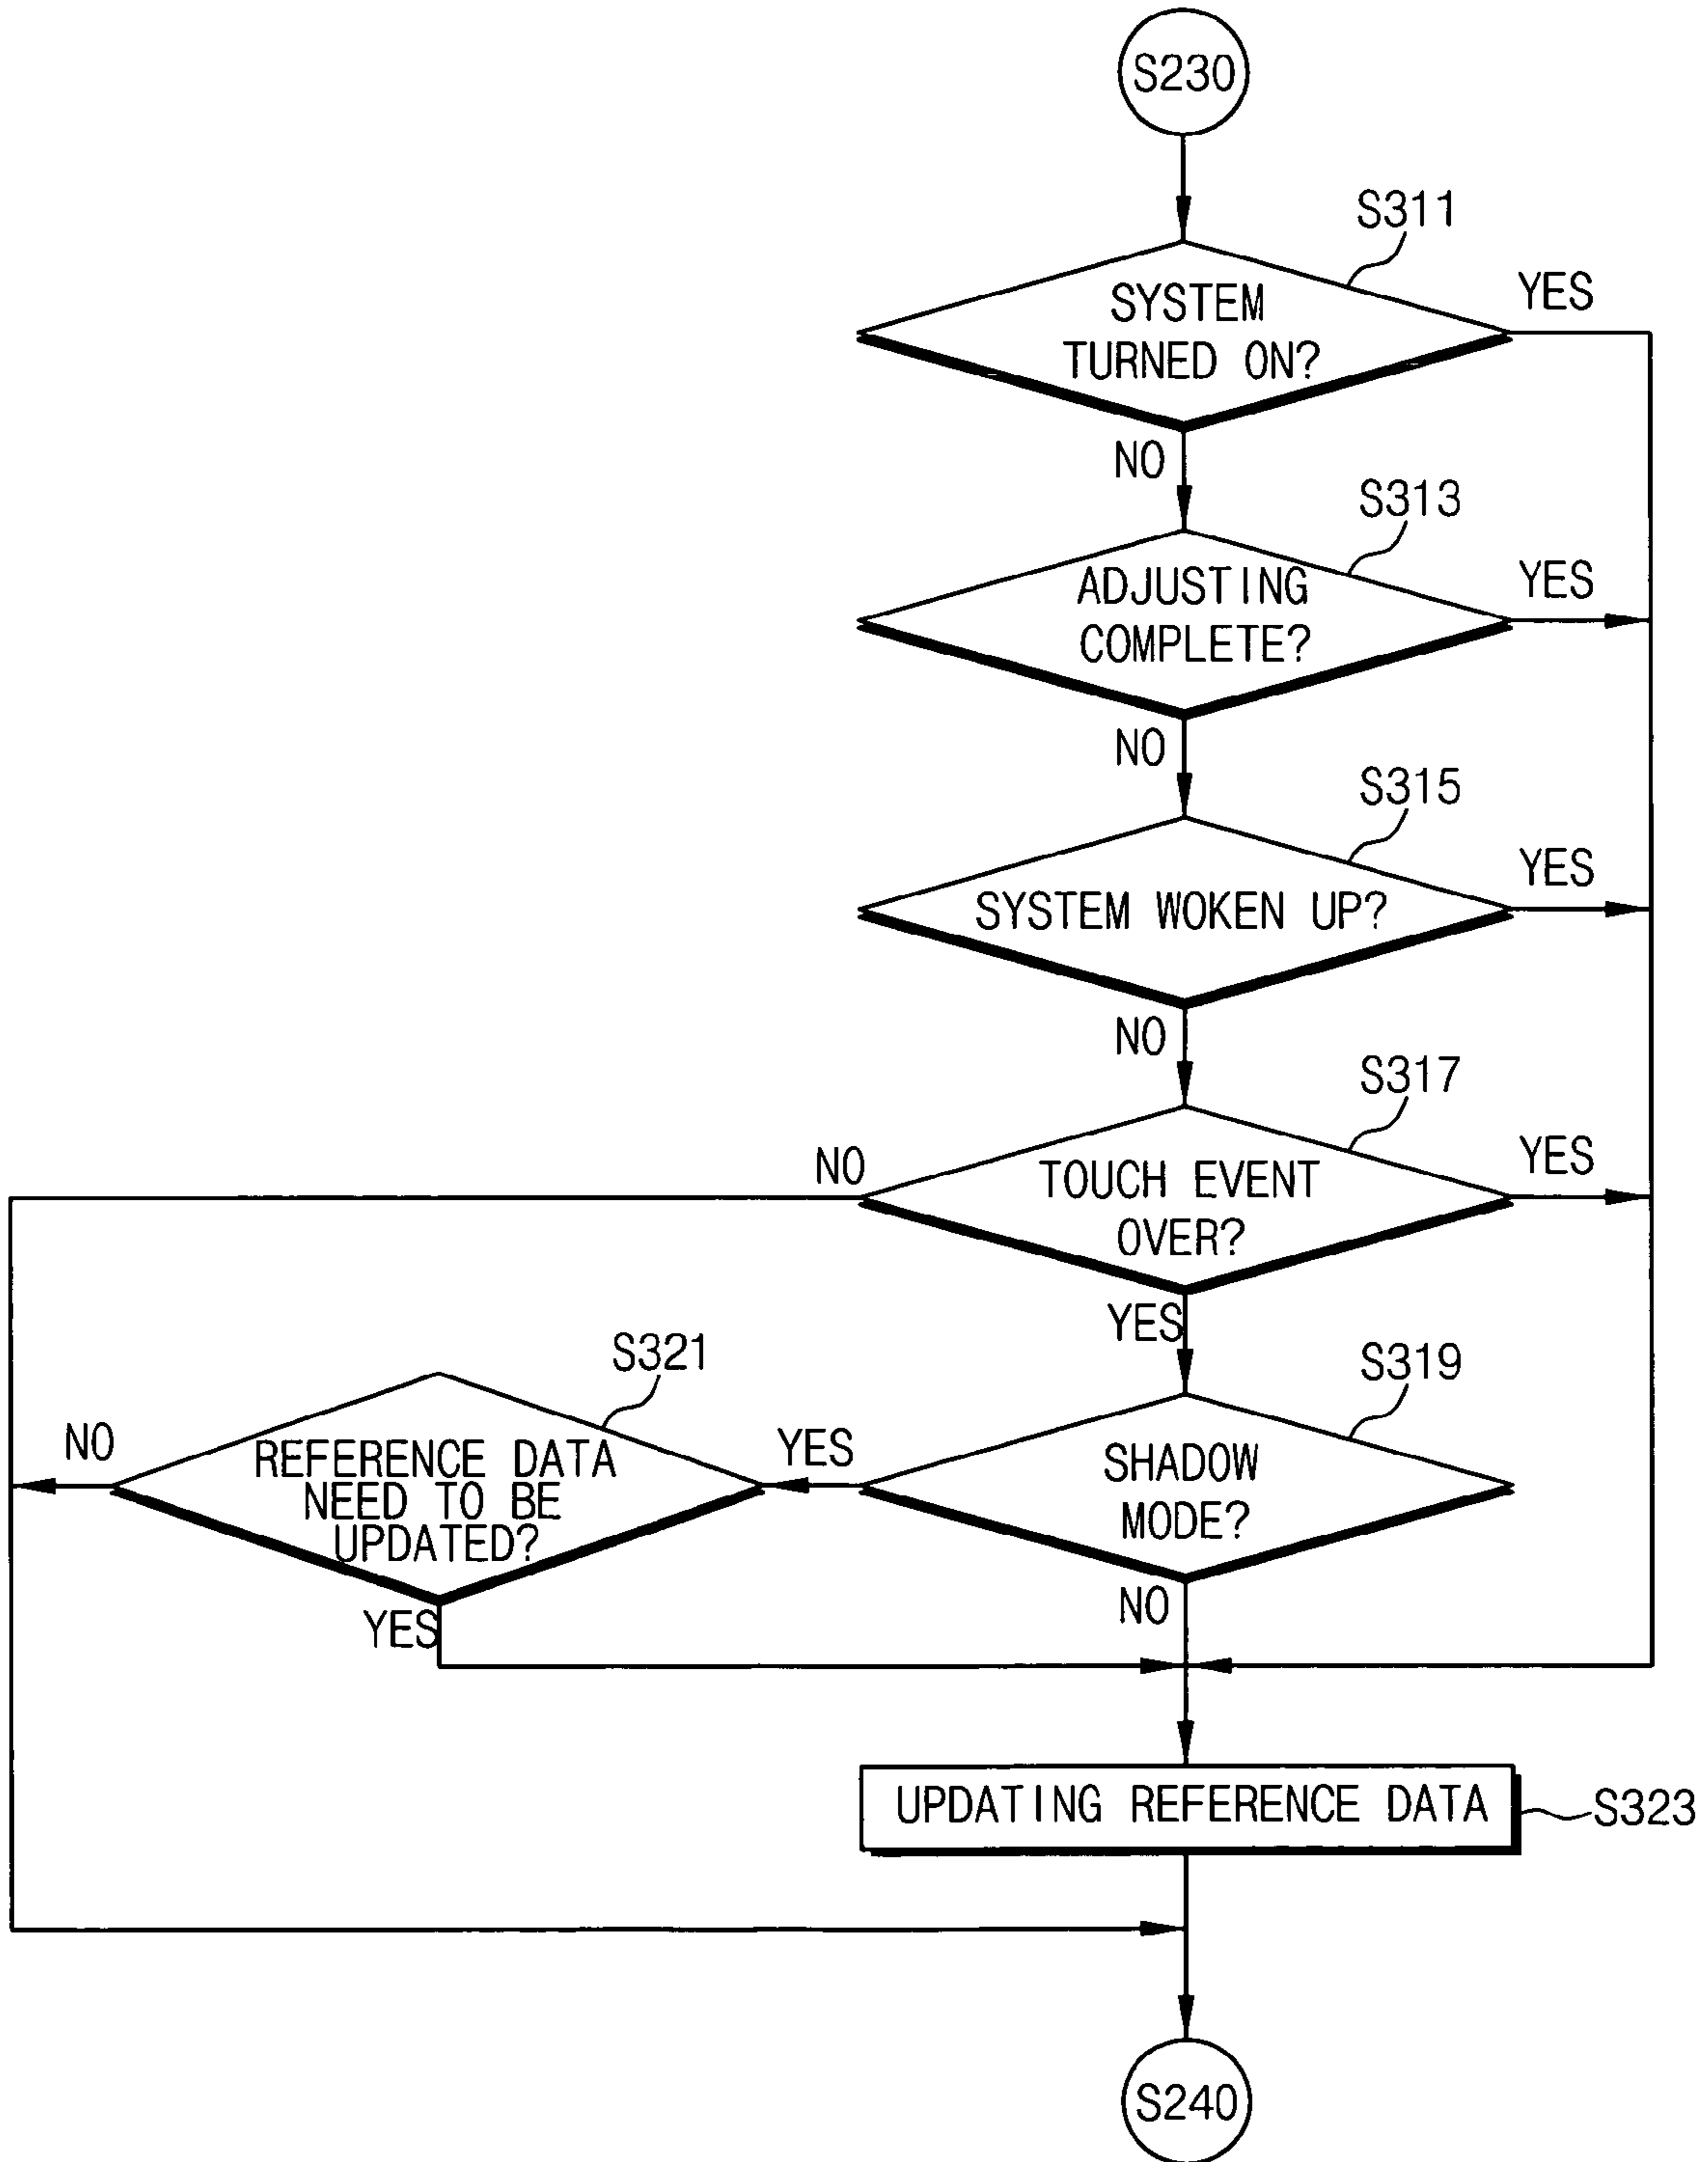 S230
S311
SYSTEM
TURNED ON?
YES
NO
S313
ADJUSTING
COMPLETE?
YES
NO
S315
SYSTEM WOKEN UP?
YES
NO
S317
NO
TOUCH EVENT
OVER?
YES
YES
S321
S319
NO
REFERENCE DATA
NEED TO BE
UPDATED?
YES
SHADOW
MODE?
YES
NO
UPDATING REFERENCE DATA
S323
S240